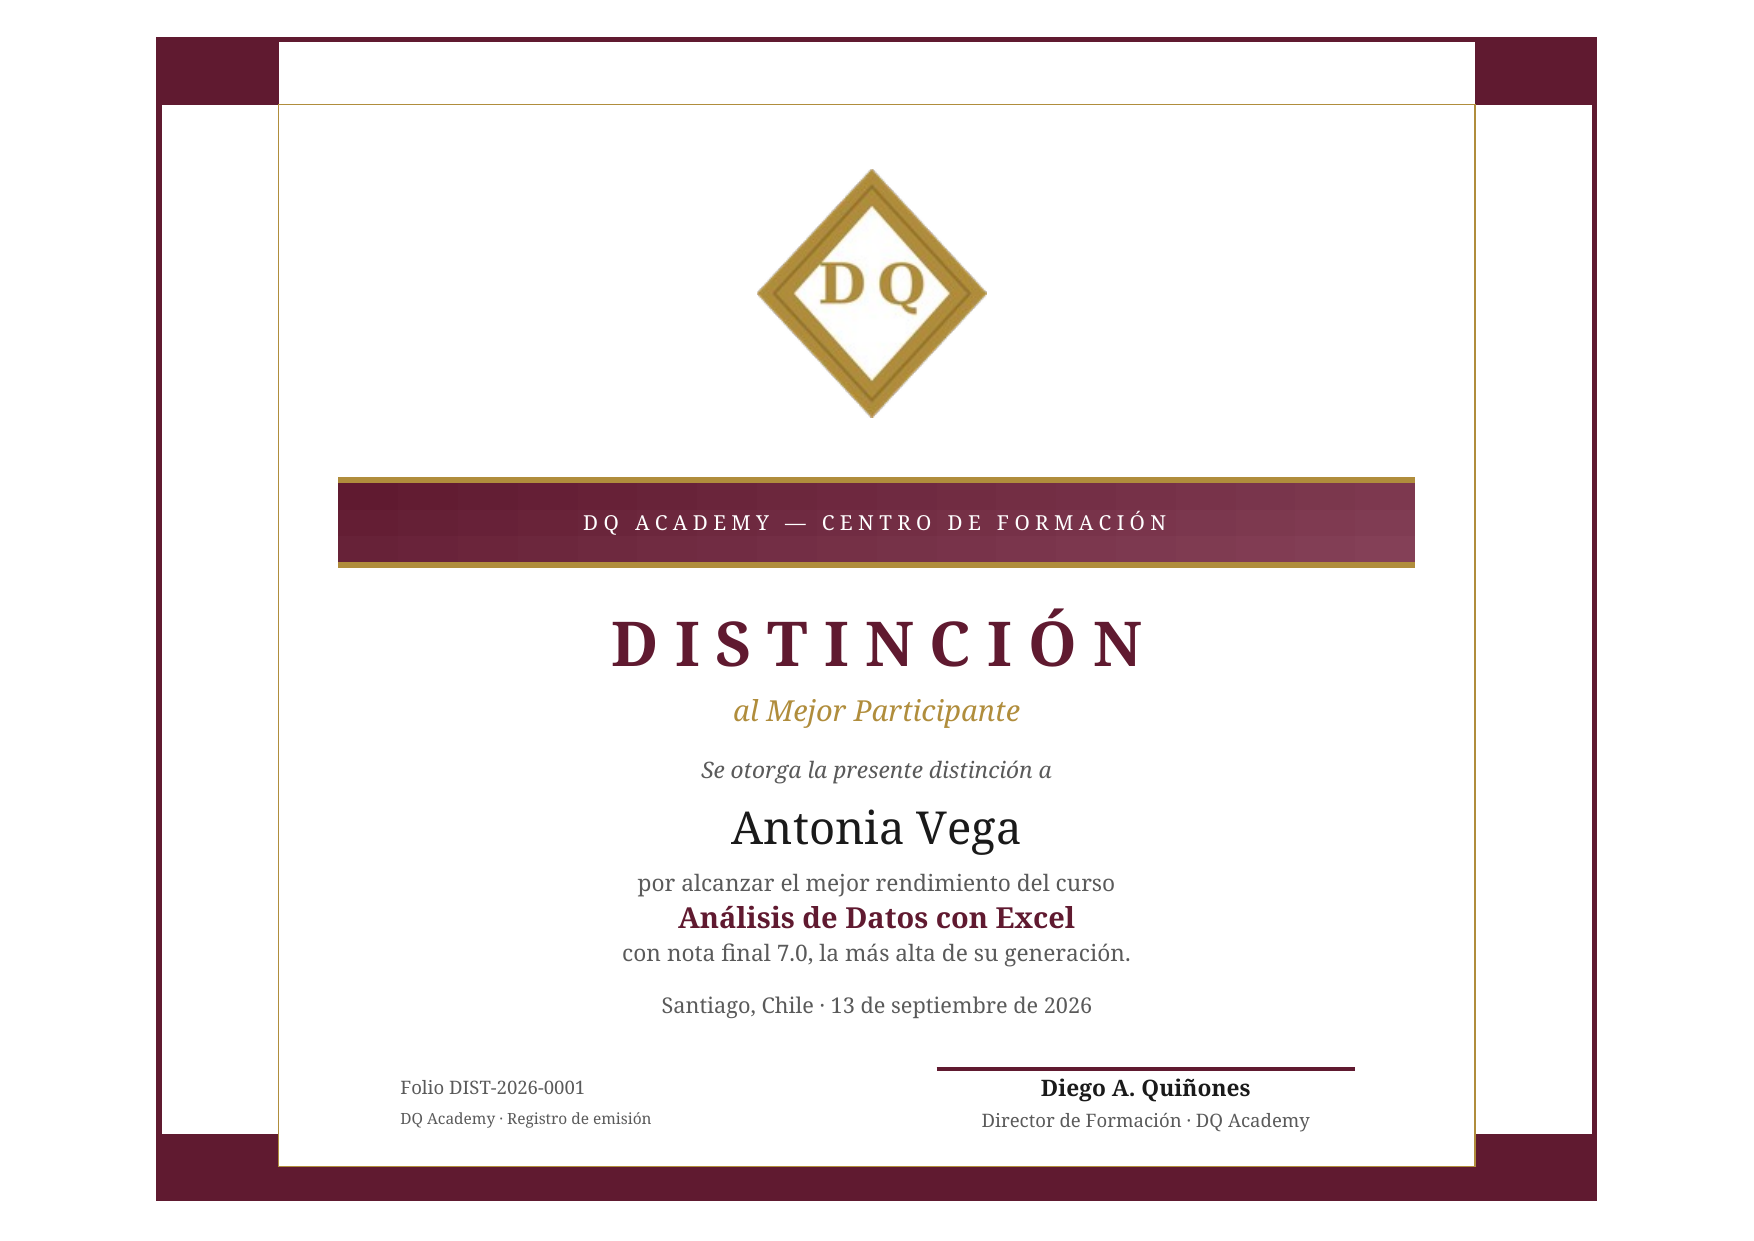 DQ
DQ ACADEMY — CENTRO DE FORMACIÓN
DISTINCIÓN
al Mejor Participante
Se otorga la presente distinción a
Antonia Vega
por alcanzar el mejor rendimiento del curso
Análisis de Datos con Excel
con nota final 7.0, la más alta de su generación.
Santiago, Chile · 13 de septiembre de 2026
Folio DIST-2026-0001
DQ Academy · Registro de emisión
Diego A. Quiñones
Director de Formación · DQ Academy